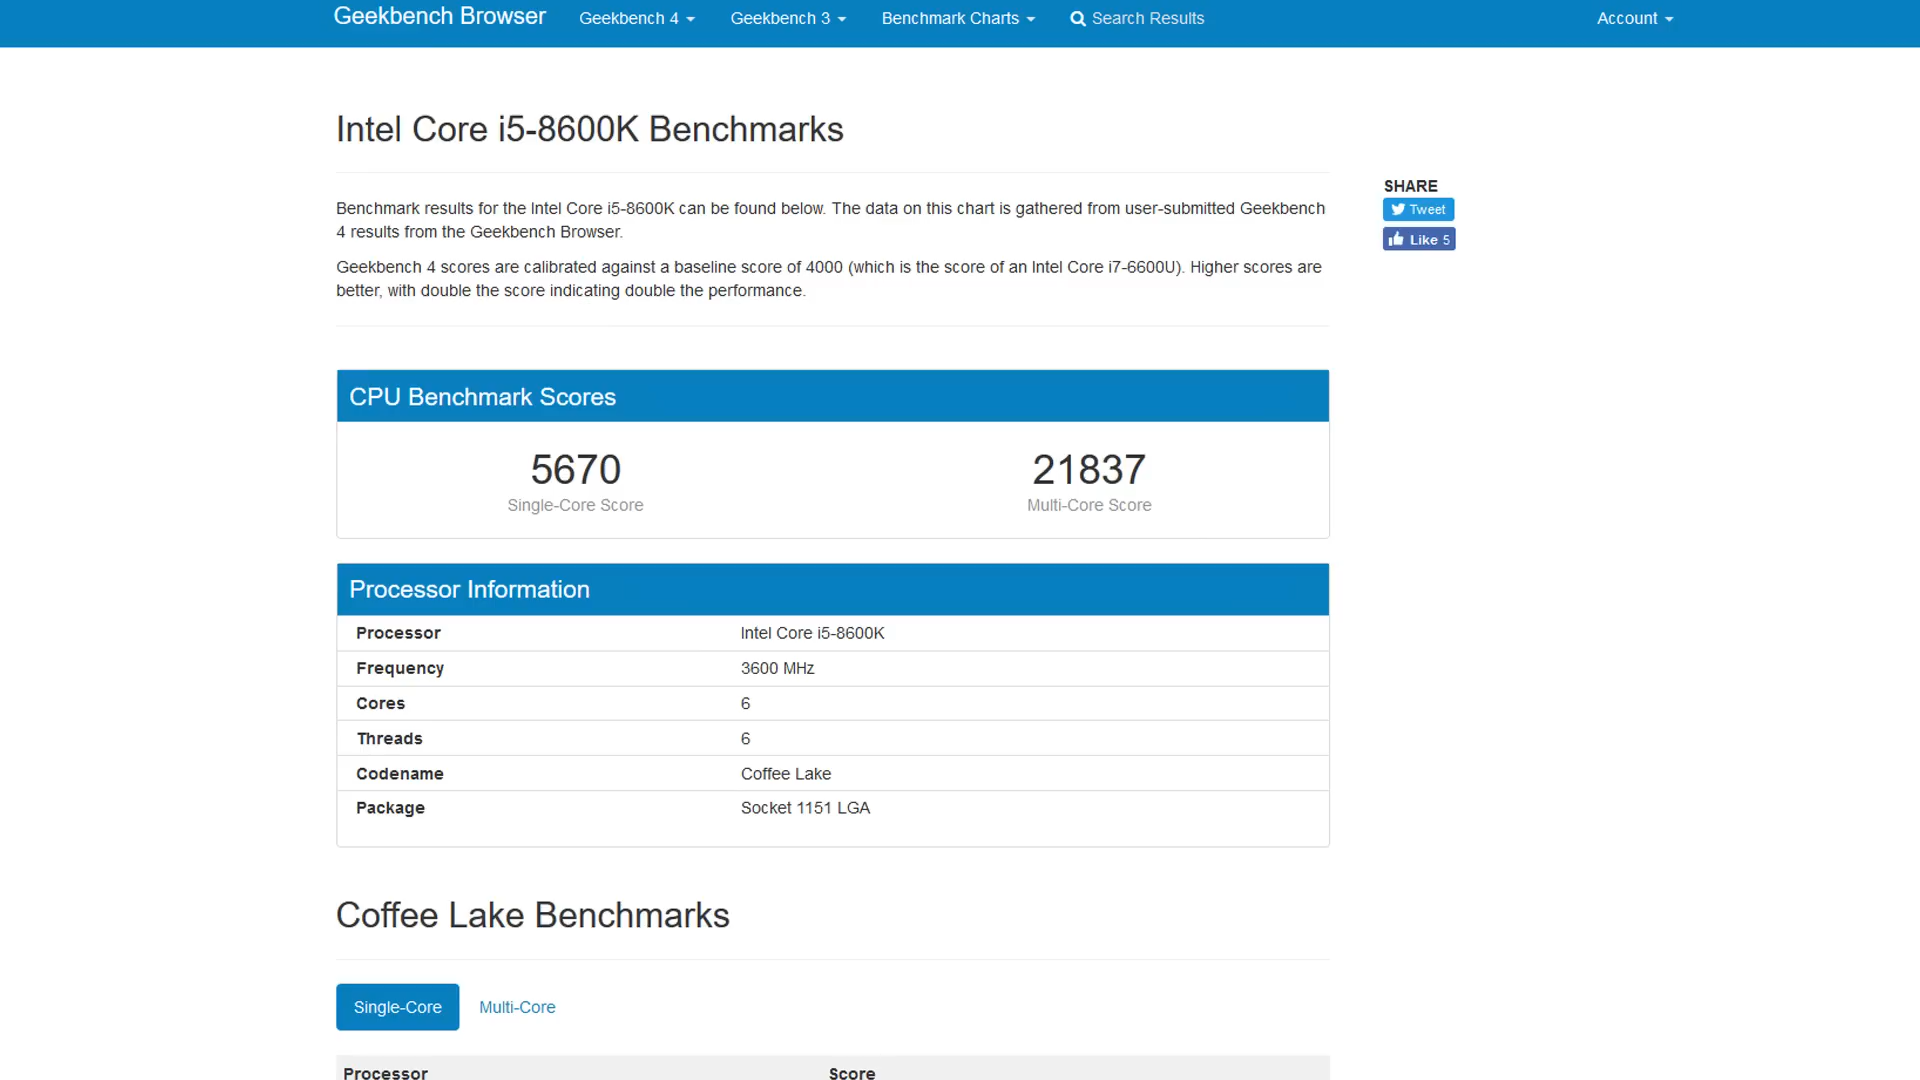 Geekbench Browser Geekbench 4 Geekbench 3 Benchmark Charts Search Results Account
Intel Core i5-8600K Benchmarks
SHARE
Tweet
Like 5
Benchmark results for the Intel Core i5-8600K can be found below. The data on this chart is gathered from user-submitted Geekbench
4 results from the Geekbench Browser.
Geekbench 4 scores are calibrated against a baseline score of 4000 (which is the score of an Intel Core i7-6600U). Higher scores are
better, with double the score indicating double the performance.
CPU Benchmark Scores
5670 21837
Single-Core Score Multi-Core Score
Processor Information
Processor Intel Core i5-8600K
Frequency 3600 MHz
Cores 6
Threads 6
Codename Coffee Lake
Package Socket 1151 LGA
Coffee Lake Benchmarks
Single-Core Multi-Core
Processor Score